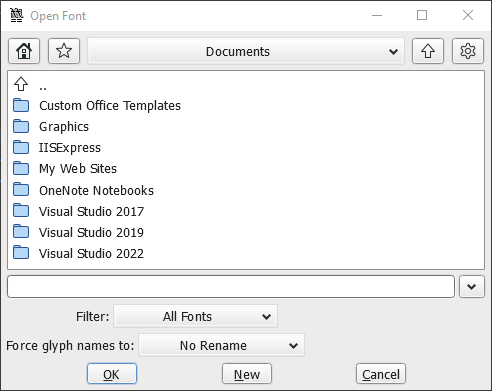 Open Font
Documents
..
Custom Office Templates
Graphics
IISExpress
My Web Sites
OneNote Notebooks
Visual Studio 2017
Visual Studio 2019
Visual Studio 2022
Filter: All Fonts
Force glyph names to: No Rename
OK New Cancel